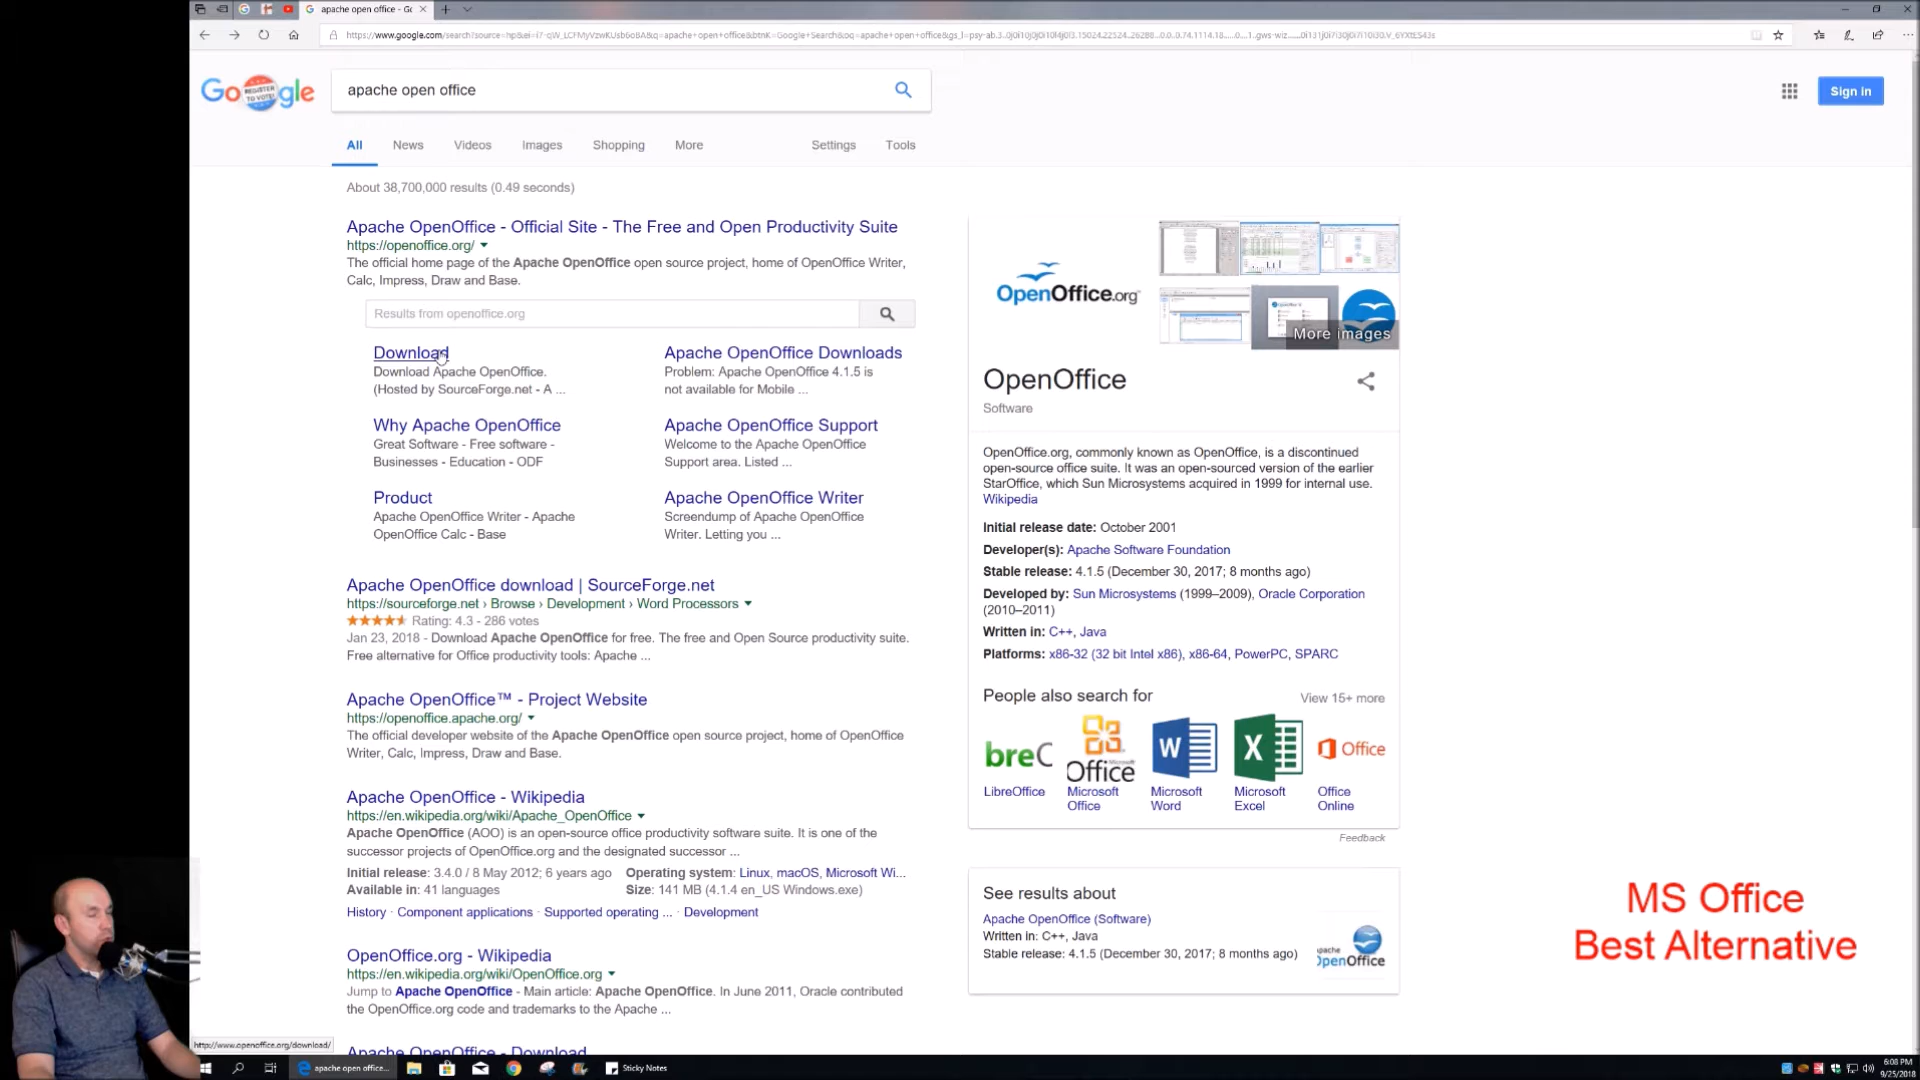 apache open office - Go
apache open office
Sign in
All News Videos Images Shopping More Settings Tools
About 38,700,000 results (0.49 seconds)
Apache OpenOffice - Official Site - The Free and Open Productivity Suite
https://openoffice.org/
The official home page of the Apache OpenOffice open source project, home of OpenOffice Writer,
Calc, Impress, Draw and Base.
Results from openoffice.org
Download
Download Apache OpenOffice.
(Hosted by SourceForge.net - A ...
Apache OpenOffice Downloads
Problem: Apache OpenOffice 4.1.5 is
not available for Mobile ...
Why Apache OpenOffice
Great Software - Free software -
Businesses - Education - ODF
Apache OpenOffice Support
Welcome to the Apache OpenOffice
Support area. Listed ...
Product
Apache OpenOffice Writer - Apache
OpenOffice Calc - Base
Apache OpenOffice Writer
Screendump of Apache OpenOffice
Writer. Letting you ...
Apache OpenOffice download | SourceForge.net
https://sourceforge.net › Browse › Development › Word Processors
Rating: 4.3 - 286 votes
Jan 23, 2018 - Download Apache OpenOffice for free. The free and Open Source productivity suite.
Free alternative for Office productivity tools: Apache ...
Apache OpenOffice™ - Project Website
https://openoffice.apache.org/
The official developer website of the Apache OpenOffice open source project, home of OpenOffice
Writer, Calc, Impress, Draw and Base.
Apache OpenOffice - Wikipedia
https://en.wikipedia.org/wiki/Apache_OpenOffice
Apache OpenOffice (AOO) is an open-source office productivity software suite. It is one of the
successor projects of OpenOffice.org and the designated successor ...
Initial release: 3.4.0 / 8 May 2012; 6 years ago Operating system: Linux, macOS, Microsoft Wi...
Available in: 41 languages Size: 141 MB (4.1.4 en_US Windows.exe)
History · Component applications · Supported operating ... · Development
OpenOffice.org - Wikipedia
https://en.wikipedia.org/wiki/OpenOffice.org
Jump to Apache OpenOffice - Main article: Apache OpenOffice. In June 2011, Oracle contributed
the OpenOffice.org code and trademarks to the Apache ...
Apache OpenOffice - Download
OpenOffice.org
More images
OpenOffice
Software
OpenOffice.org, commonly known as OpenOffice, is a discontinued
open-source office suite. It was an open-sourced version of the earlier
StarOffice, which Sun Microsystems acquired in 1999 for internal use.
Wikipedia
Initial release date: October 2001
Developer(s): Apache Software Foundation
Stable release: 4.1.5 (December 30, 2017; 8 months ago)
Developed by: Sun Microsystems (1999–2009), Oracle Corporation
(2010–2011)
Written in: C++, Java
Platforms: x86-32 (32 bit Intel x86), x86-64, PowerPC, SPARC
People also search for View 15+ more
LibreOffice
Microsoft
Office
Microsoft
Word
Microsoft
Excel
Office
Online
Feedback
See results about
Apache OpenOffice (Software)
Written in: C++, Java
Stable release: 4.1.5 (December 30, 2017; 8 months ago)
MS Office
Best Alternative
http://www.openoffice.org/download/
apache open office...
Sticky Notes
6:08 PM
9/25/2018